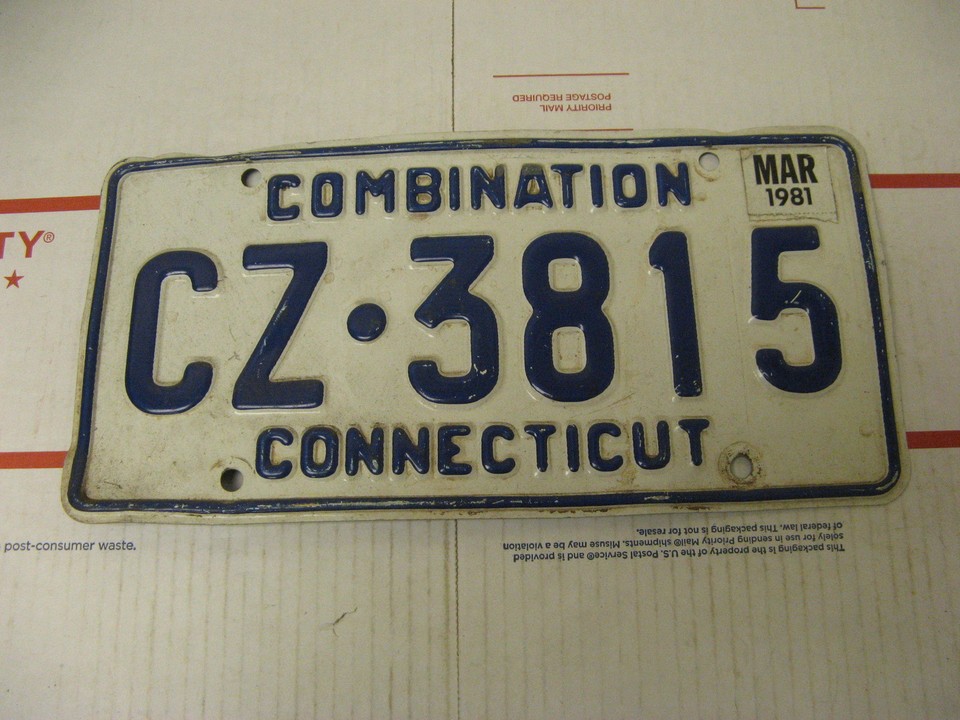 PRIORITY MAIL
POSTAGE REQUIRED
COMBINATION
MAR
1981
TY®
CZ·3815
CONNECTICUT
post-consumer waste.
This packaging is the property of the U.S. Postal Service® and is provided
solely for use in sending Priority Mail® shipments. Misuse may be a violation
of federal law. This packaging is not for resale.